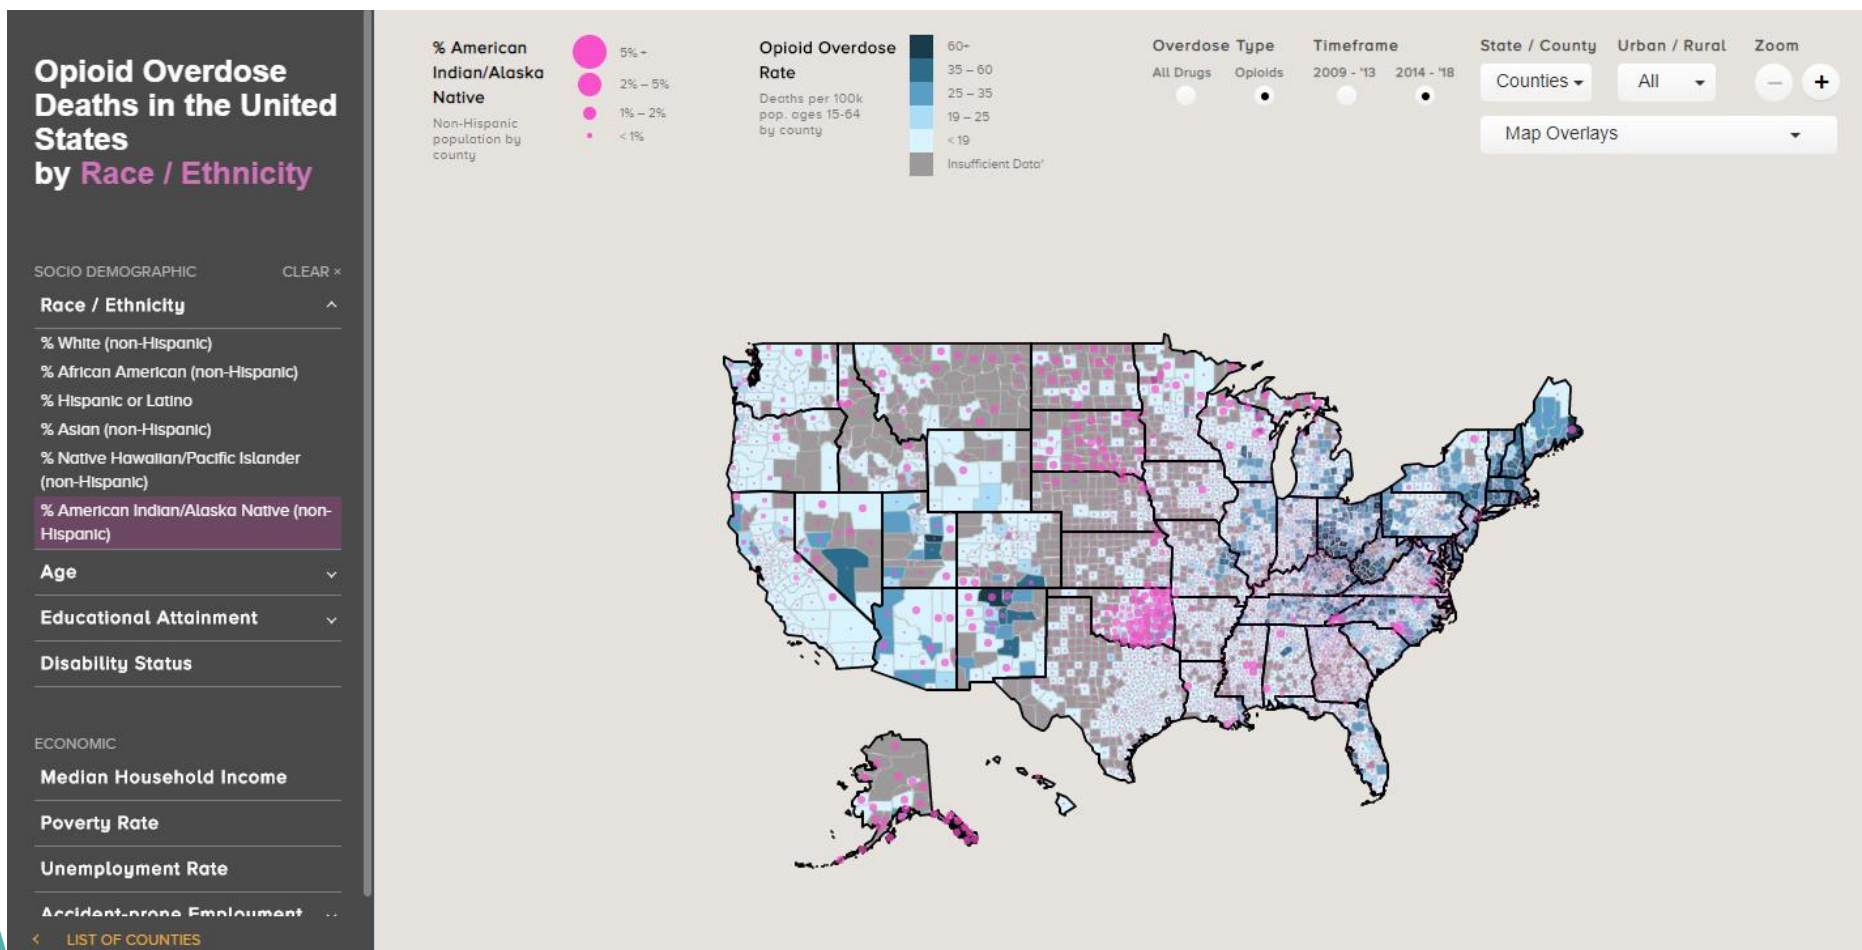 Opioid Overdose
Deaths in the United
States
by Race / Ethnicity
SOCIO DEMOGRAPHIC CLEAR ×
Race / Ethnicity
% White (non-Hispanic)
% African American (non-Hispanic)
% Hispanic or Latino
% Asian (non-Hispanic)
% Native Hawaiian/Pacific Islander
(non-Hispanic)
% American Indian/Alaska Native (non-
Hispanic)
Age
Educational Attainment
Disability Status
ECONOMIC
Median Household Income
Poverty Rate
Unemployment Rate
Accident-prone Employment
LIST OF COUNTIES
% American
Indian/Alaska
Native
Non-Hispanic
population by
county
5% +
2% – 5%
1% – 2%
< 1%
Opioid Overdose
Rate
Deaths per 100k
pop. ages 15-64
by county
60+
35 – 60
25 – 35
19 – 25
< 19
Insufficient Data*
Overdose Type
All Drugs Opioids
Timeframe
2009 - '13 2014 - '18
State / County
Counties
Urban / Rural
All
Zoom
− +
Map Overlays